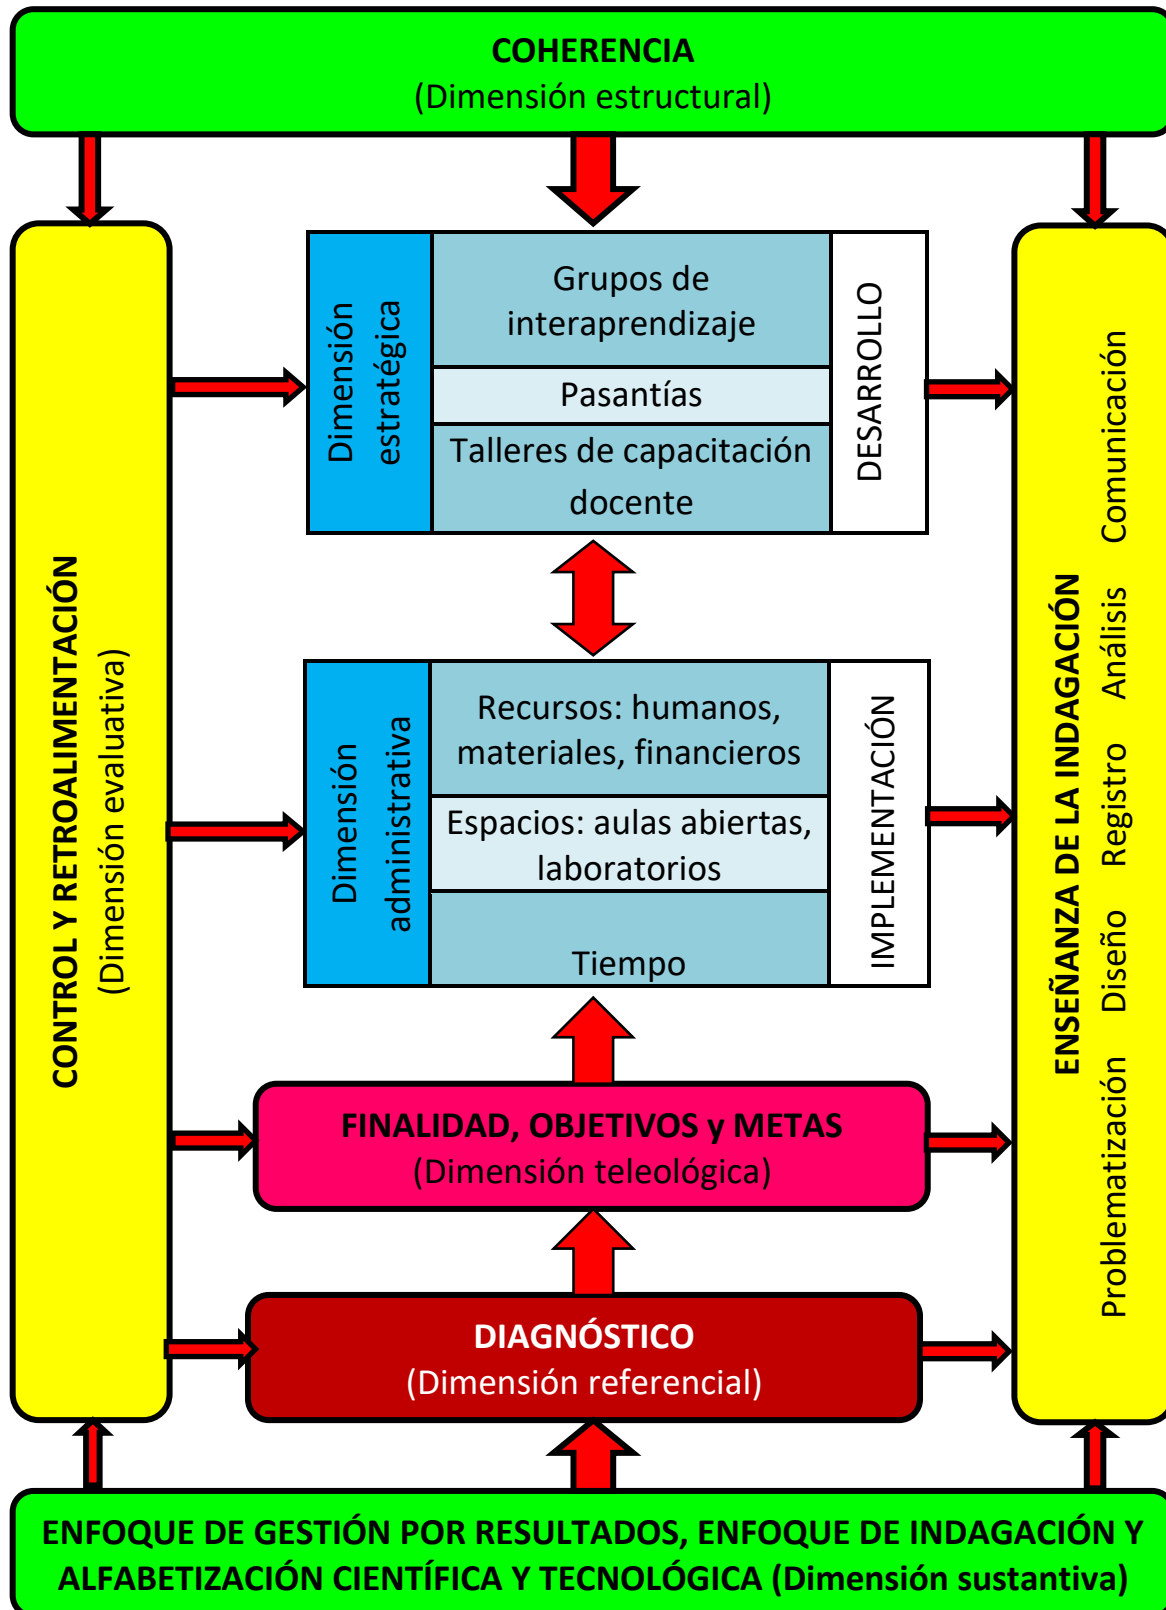 COHERENCIA
(Dimensión estructural)
CONTROL Y RETROALIMENTACIÓN
(Dimensión evaluativa)
Dimensión
estratégica
Grupos de
interaprendizaje
Pasantías
Talleres de capacitación
docente
DESARROLLO
Dimensión
administrativa
Recursos: humanos,
materiales, financieros
Espacios: aulas abiertas,
laboratorios
Tiempo
IMPLEMENTACIÓN
FINALIDAD, OBJETIVOS y METAS
(Dimensión teleológica)
DIAGNÓSTICO
(Dimensión referencial)
ENSEÑANZA DE LA INDAGACIÓN
Problematización Diseño Registro Análisis Comunicación
ENFOQUE DE GESTIÓN POR RESULTADOS, ENFOQUE DE INDAGACIÓN Y
ALFABETIZACIÓN CIENTÍFICA Y TECNOLÓGICA (Dimensión sustantiva)